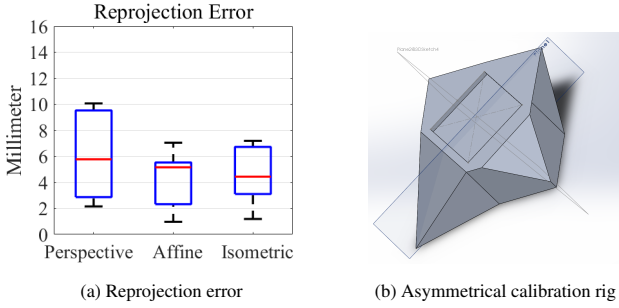 Reprojection Error
16
14
12
10
8
6
4
2
0
Millimeter
Perspective Affine Isometric
(a) Reprojection error
(b) Asymmetrical calibration rig